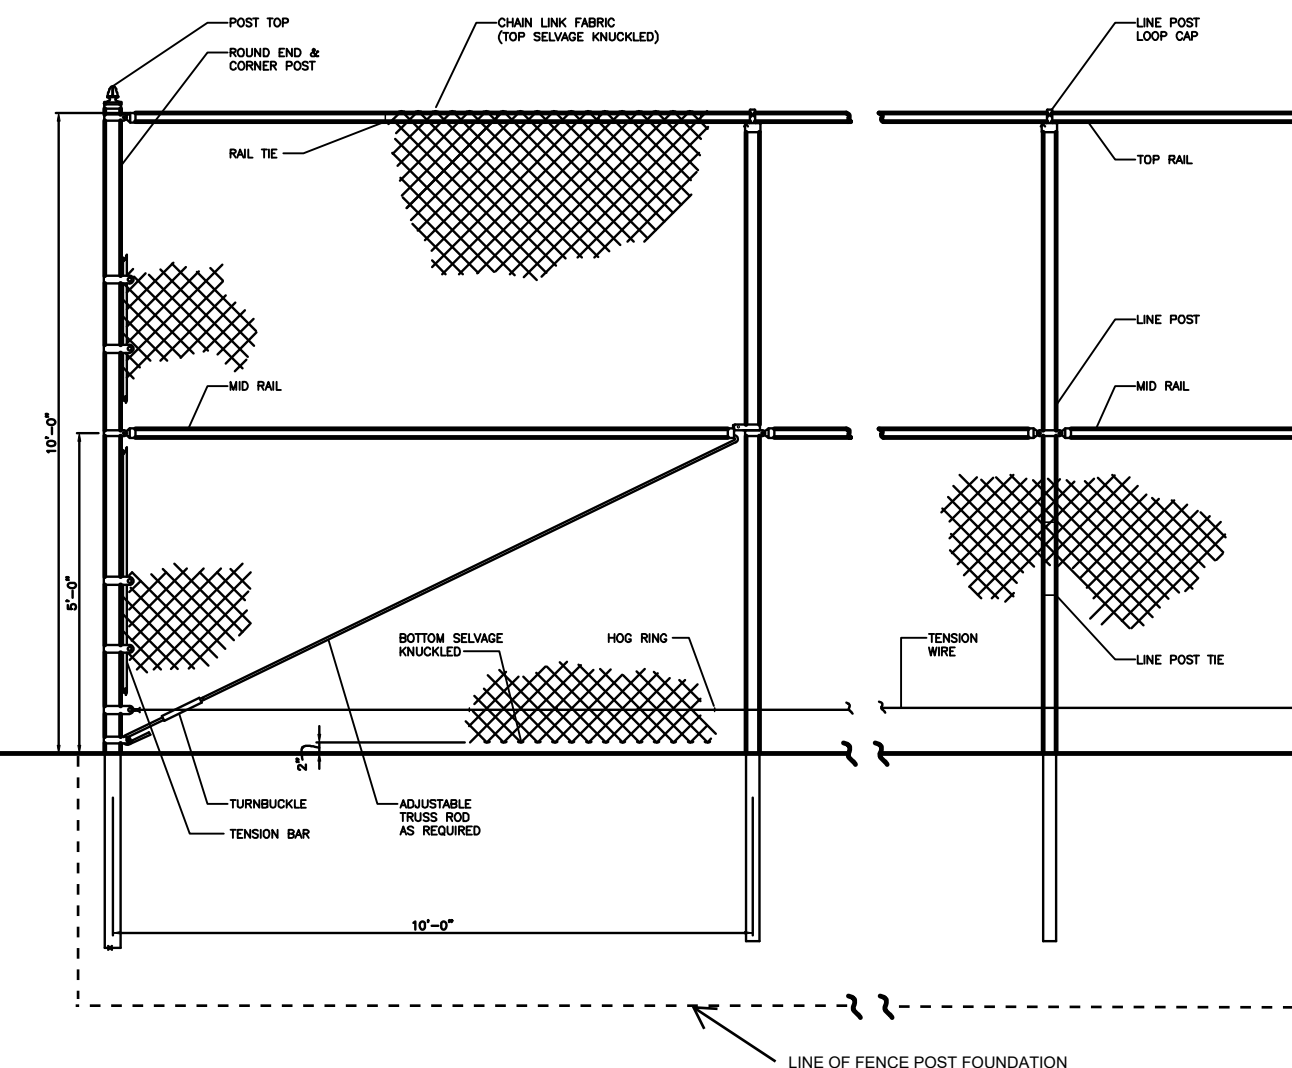 POST TOP
ROUND END &
CORNER POST
CHAIN LINK FABRIC
(TOP SELVAGE KNUCKLED)
LINE POST
LOOP CAP
RAIL TIE
TOP RAIL
LINE POST
MID RAIL
MID RAIL
10'-0"
5'-0"
BOTTOM SELVAGE
KNUCKLED
HOG RING
TENSION
WIRE
LINE POST TIE
2"
TURNBUCKLE
TENSION BAR
ADJUSTABLE
TRUSS ROD
AS REQUIRED
10'-0"
LINE OF FENCE POST FOUNDATION